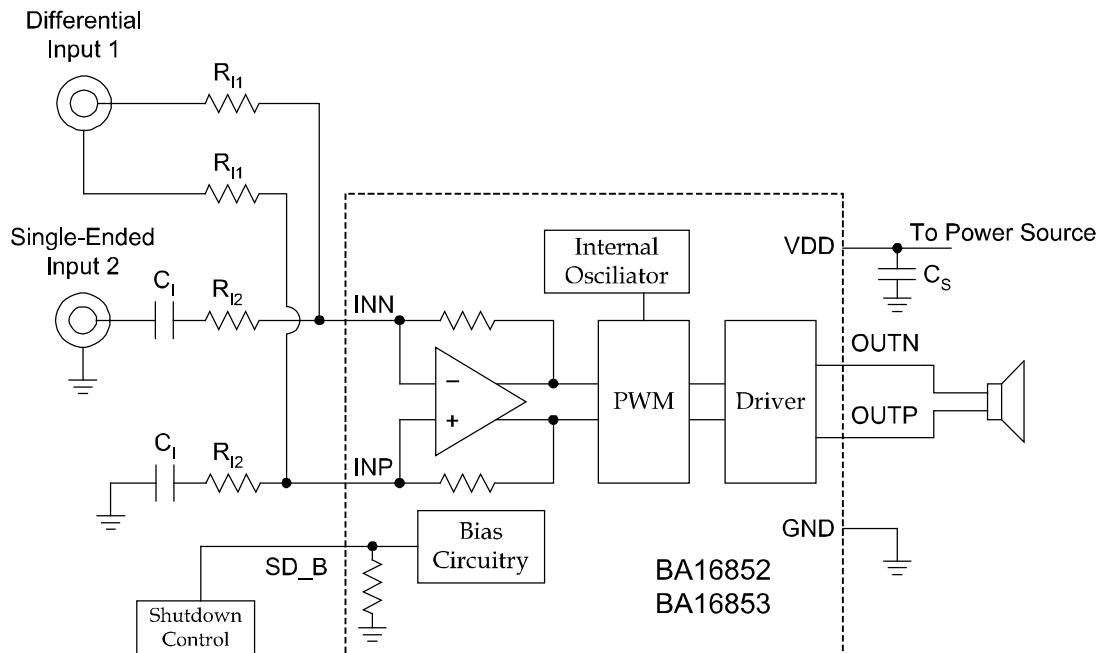 Differential
Input 1
R_I1
R_I1
Single-Ended
Input 2
C_I
R_I2
INN
Internal
Osciliator
VDD
To Power Source
C_S
OUTN
−
+
PWM
Driver
OUTP
C_I
R_I2
INP
GND
SD_B
Bias
Circuitry
BA16852
BA16853
Shutdown
Control